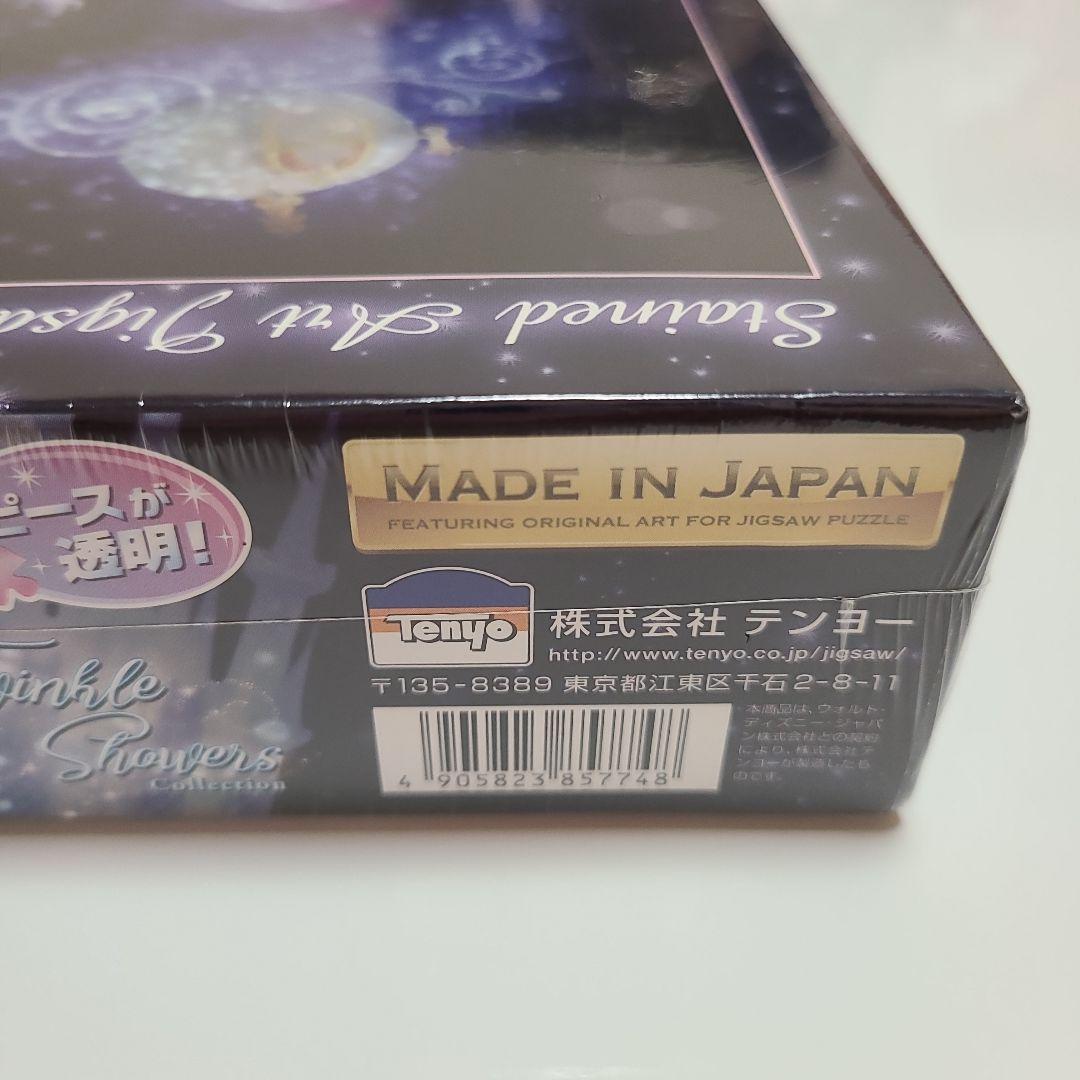 Stained Art Jigsa
ピースが
透明!
MADE IN JAPAN
FEATURING ORIGINAL ART FOR JIGSAW PUZZLE
Tenyo
株式会社 テンヨー
http://www.tenyo.co.jp/jigsaw/
〒135-8389 東京都江東区千石2-8-11
winkle
Showers
Collection
4 905823 857748
本商品は、ウォルト・
ディズニー・ジャパ
ン株式会社との契約
により、株式会社テ
ンヨーが製造したも
のです。